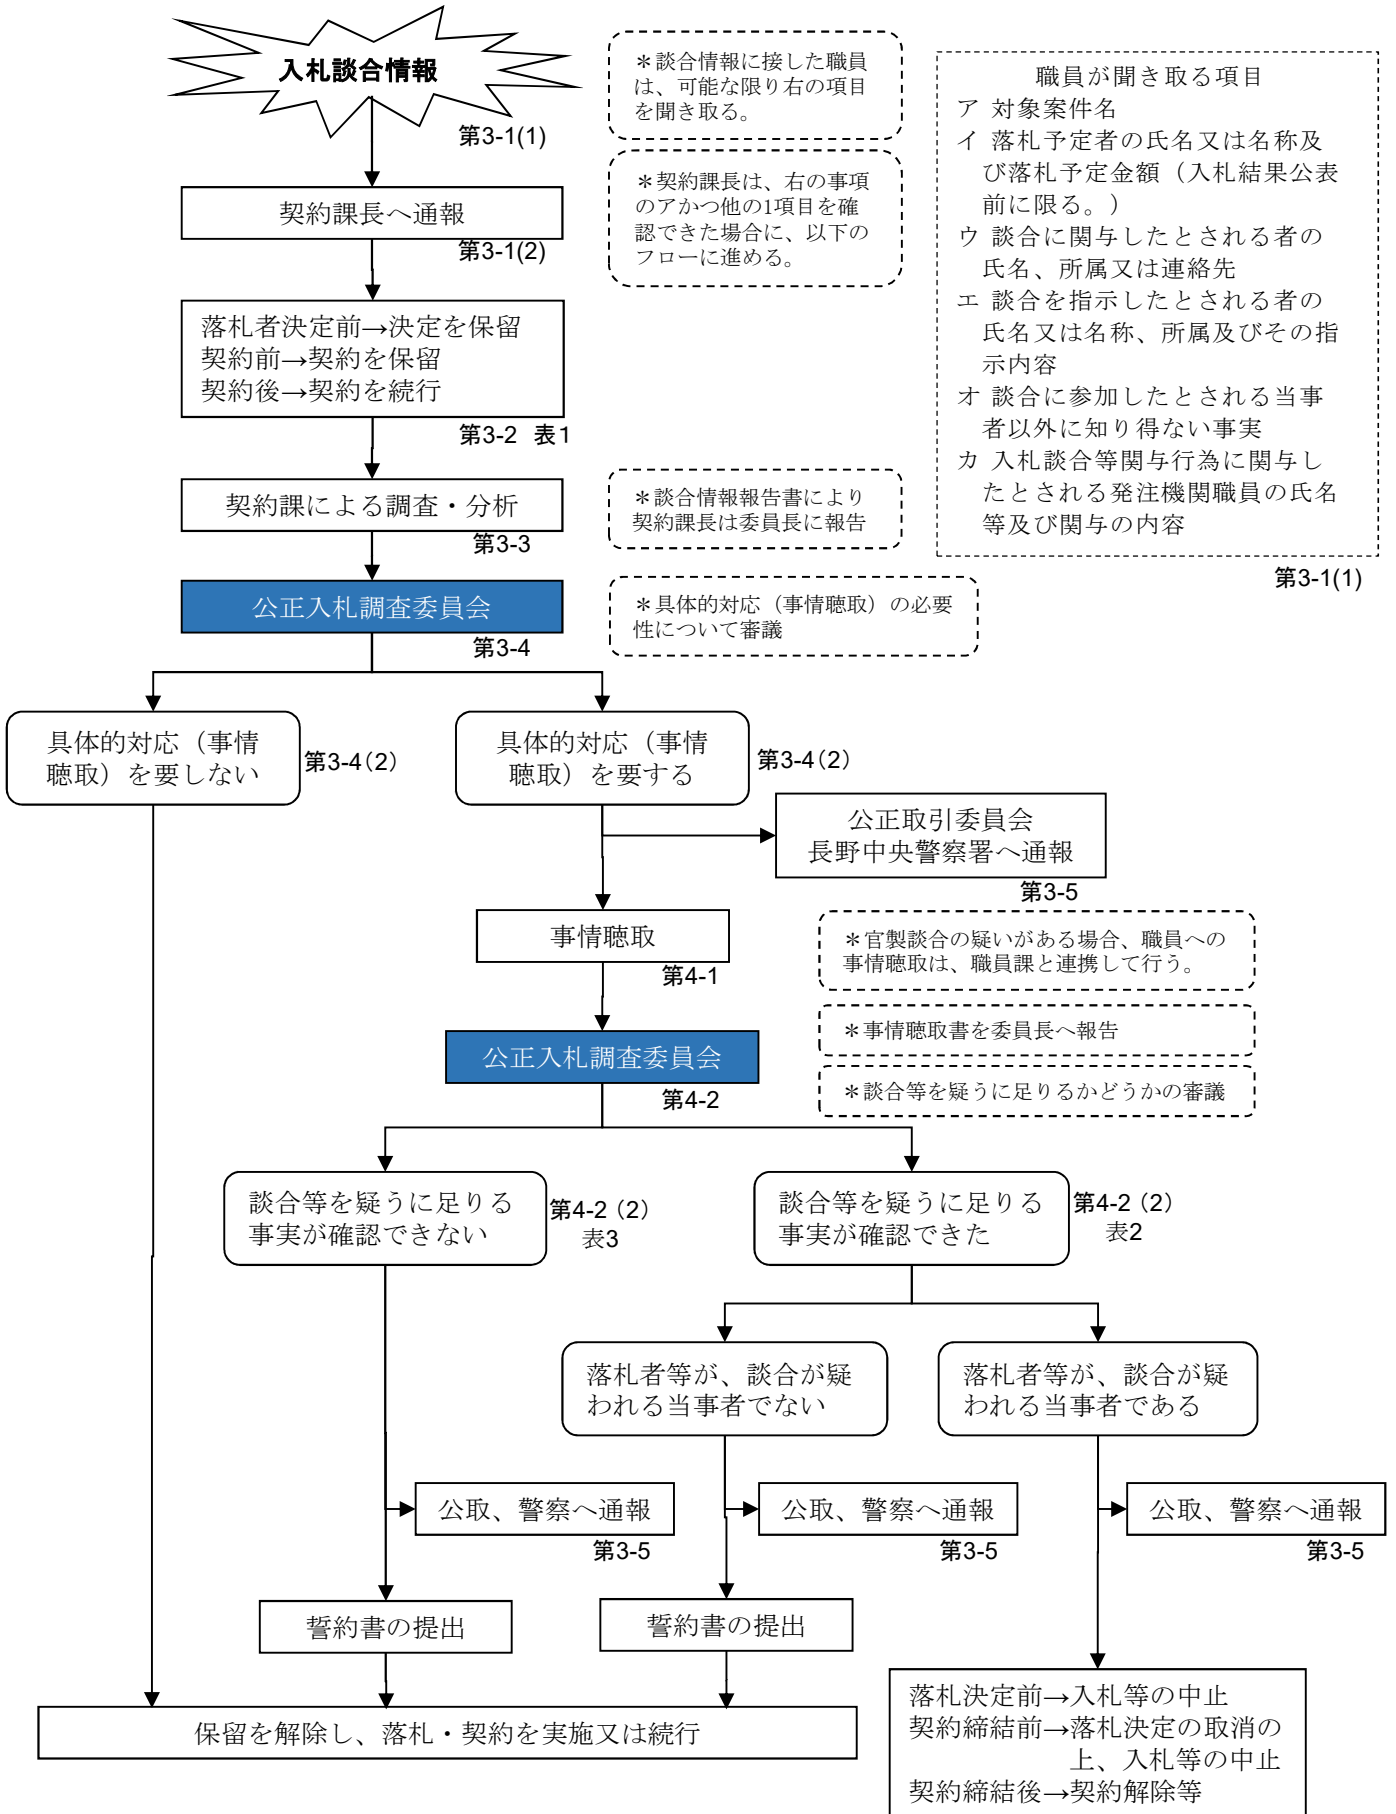 入札談合情報
第3-1(1)
＊談合情報に接した職員
は、可能な限り右の項目
を聞き取る。
職員が聞き取る項目
ア 対象案件名
イ 落札予定者の氏名又は名称及
び落札予定金額（入札結果公表
前に限る。）
ウ 談合に関与したとされる者の
氏名、所属又は連絡先
エ 談合を指示したとされる者の
氏名又は名称、所属及びその指
示内容
オ 談合に参加したとされる当事
者以外に知り得ない事実
カ 入札談合等関与行為に関与し
たとされる発注機関職員の氏名
等及び関与の内容
第3-1(1)
契約課長へ通報
第3-1(2)
＊契約課長は、右の事項
のアかつ他の1項目を確
認できた場合に、以下の
フローに進める。
落札者決定前→決定を保留
契約前→契約を保留
契約後→契約を続行
第3-2 表1
契約課による調査・分析
第3-3
＊談合情報報告書により
契約課長は委員長に報告
公正入札調査委員会
第3-4
＊具体的対応（事情聴取）の必要
性について審議
具体的対応（事情
聴取）を要しない
第3-4（2）
具体的対応（事情
聴取）を要する
第3-4（2）
公正取引委員会
長野中央警察署へ通報
第3-5
事情聴取
第4-1
＊官製談合の疑いがある場合、職員への
事情聴取は、職員課と連携して行う。
＊事情聴取書を委員長へ報告
公正入札調査委員会
第4-2
＊談合等を疑うに足りるかどうかの審議
談合等を疑うに足りる
事実が確認できない
第4-2（2）
表3
談合等を疑うに足りる
事実が確認できた
第4-2（2）
表2
落札者等が、談合が疑
われる当事者でない
落札者等が、談合が疑
われる当事者である
公取、警察へ通報
第3-5
公取、警察へ通報
第3-5
公取、警察へ通報
第3-5
誓約書の提出
誓約書の提出
保留を解除し、落札・契約を実施又は続行
落札決定前→入札等の中止
契約締結前→落札決定の取消の
上、入札等の中止
契約締結後→契約解除等